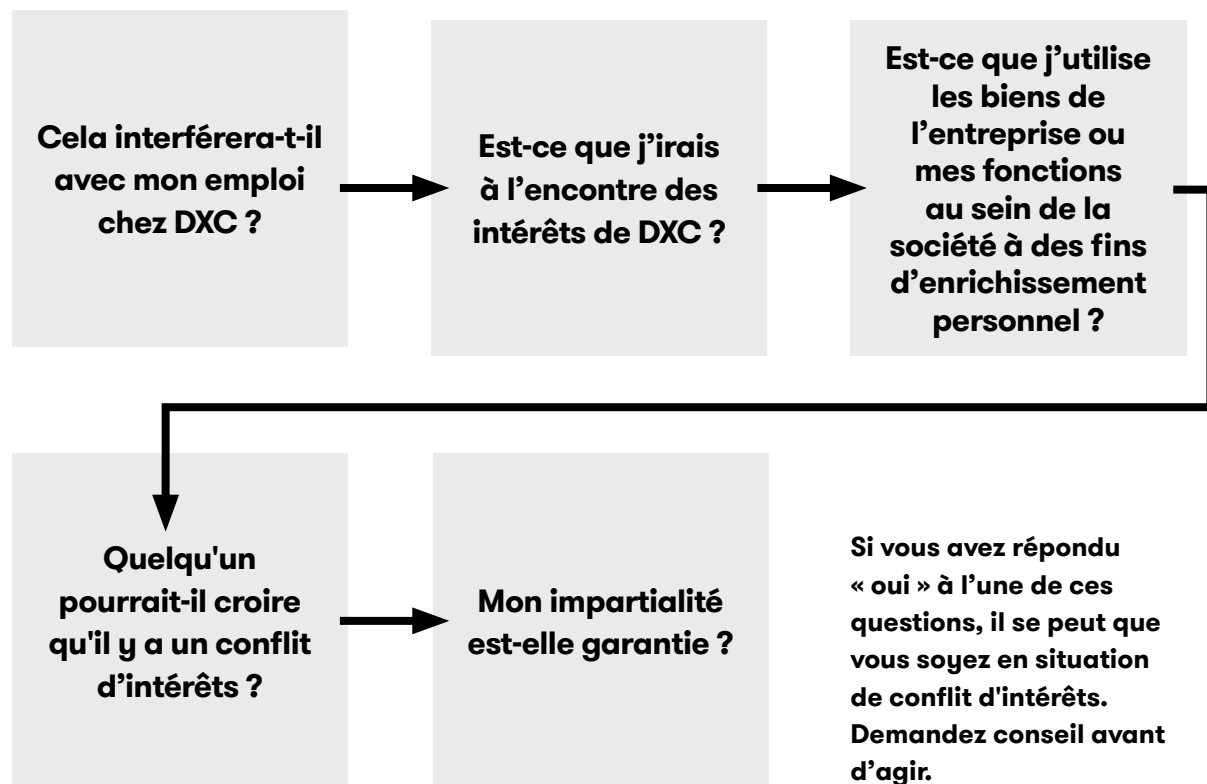 Cela interférera-t-il
avec mon emploi
chez DXC ?
Est-ce que j’irais
à l’encontre des
intérêts de DXC ?
Est-ce que j’utilise
les biens de
l’entreprise ou
mes fonctions
au sein de la
société à des fins
d’enrichissement
personnel ?
Quelqu'un
pourrait-il croire
qu'il y a un conflit
d’intérêts ?
Mon impartialité
est-elle garantie ?
Si vous avez répondu
« oui » à l’une de ces
questions, il se peut que
vous soyez en situation
de conflit d'intérêts.
Demandez conseil avant
d’agir.